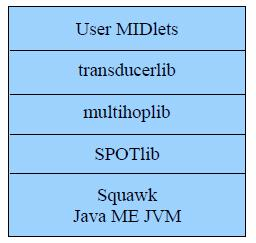 User MIDlets
transducerlib
multihoplib
SPOTlib
Squawk
Java ME JVM